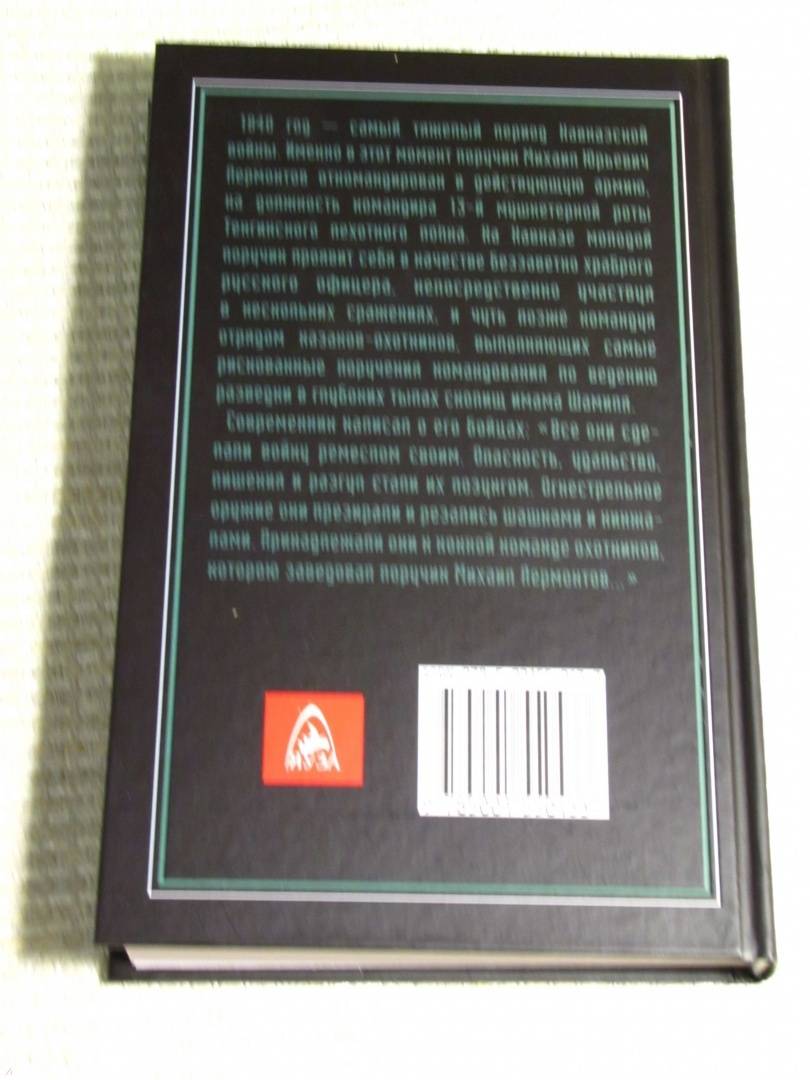 1840 год — самый тяжелый период Кавказской
войны. Именно в этот момент поручик Михаил Юрьевич
Лермонтов откомандирован в действующую армию,
на должность командира 13-й мушкетерной роты
Тенгинского пехотного полка. На Кавказе молодой
поручик проявит себя в качестве беззаветно храброго
русского офицера, непосредственно участвуя
в нескольких сражениях, и чуть позже командуя
отрядом казаков-охотников, выполняющих самые
рискованные поручения командования по ведению
разведки в глубоких тылах скопищ имама Шамиля.
Современник написал о его бойцах: «Все они сде-
лали войну ремеслом своим. Опасность, удальство,
лишения и разгул стали их лозунгом. Огнестрельное
оружие они презирали и резались шашками и кинжа-
лами. Принадлежали они к конной команде охотников,
которою заведовал поручик Михаил Лермонтов...»